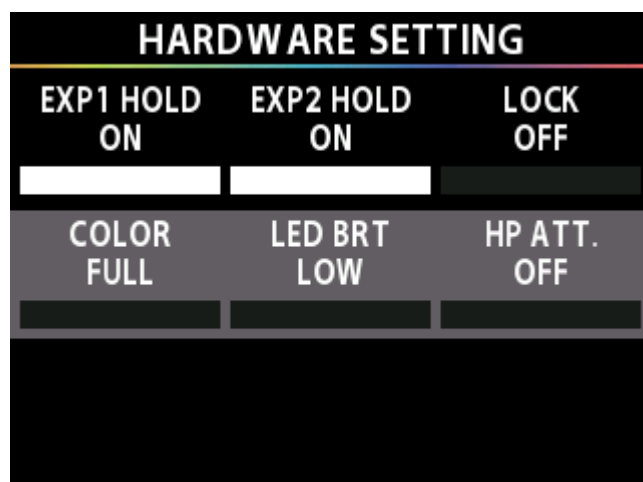 HARDWARE SETTING
EXP1 HOLD EXP2 HOLD LOCK
ON ON OFF
COLOR LED BRT HP ATT.
FULL LOW OFF